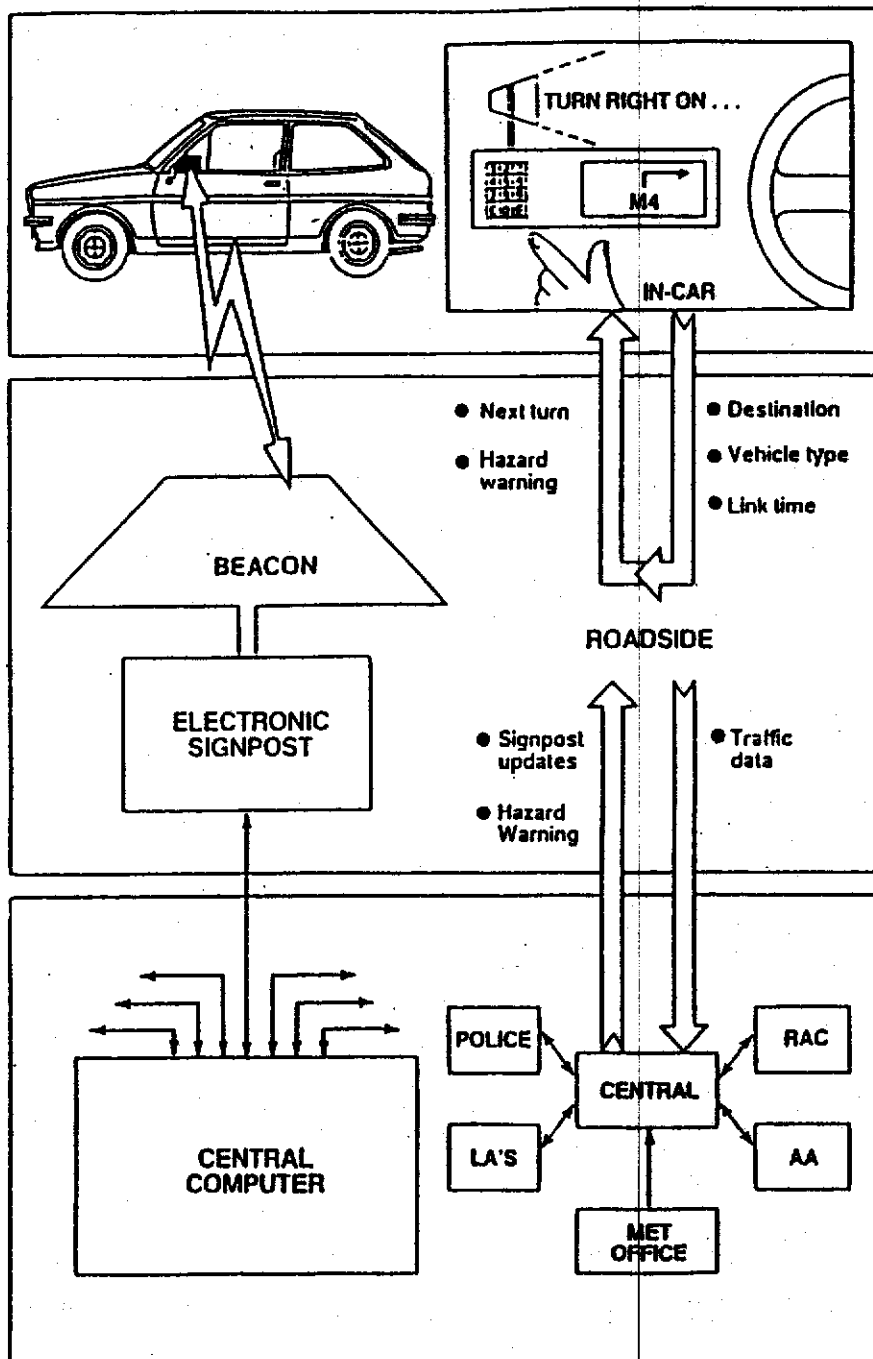 TURN RIGHT ON . . .
M4
IN-CAR
● Next turn
● Hazard
warning
● Destination
● Vehicle type
● Link time
BEACON
ROADSIDE
ELECTRONIC
SIGNPOST
● Signpost
updates
● Hazard
Warning
● Traffic
data
CENTRAL
COMPUTER
POLICE
RAC
CENTRAL
LA'S
AA
MET
OFFICE